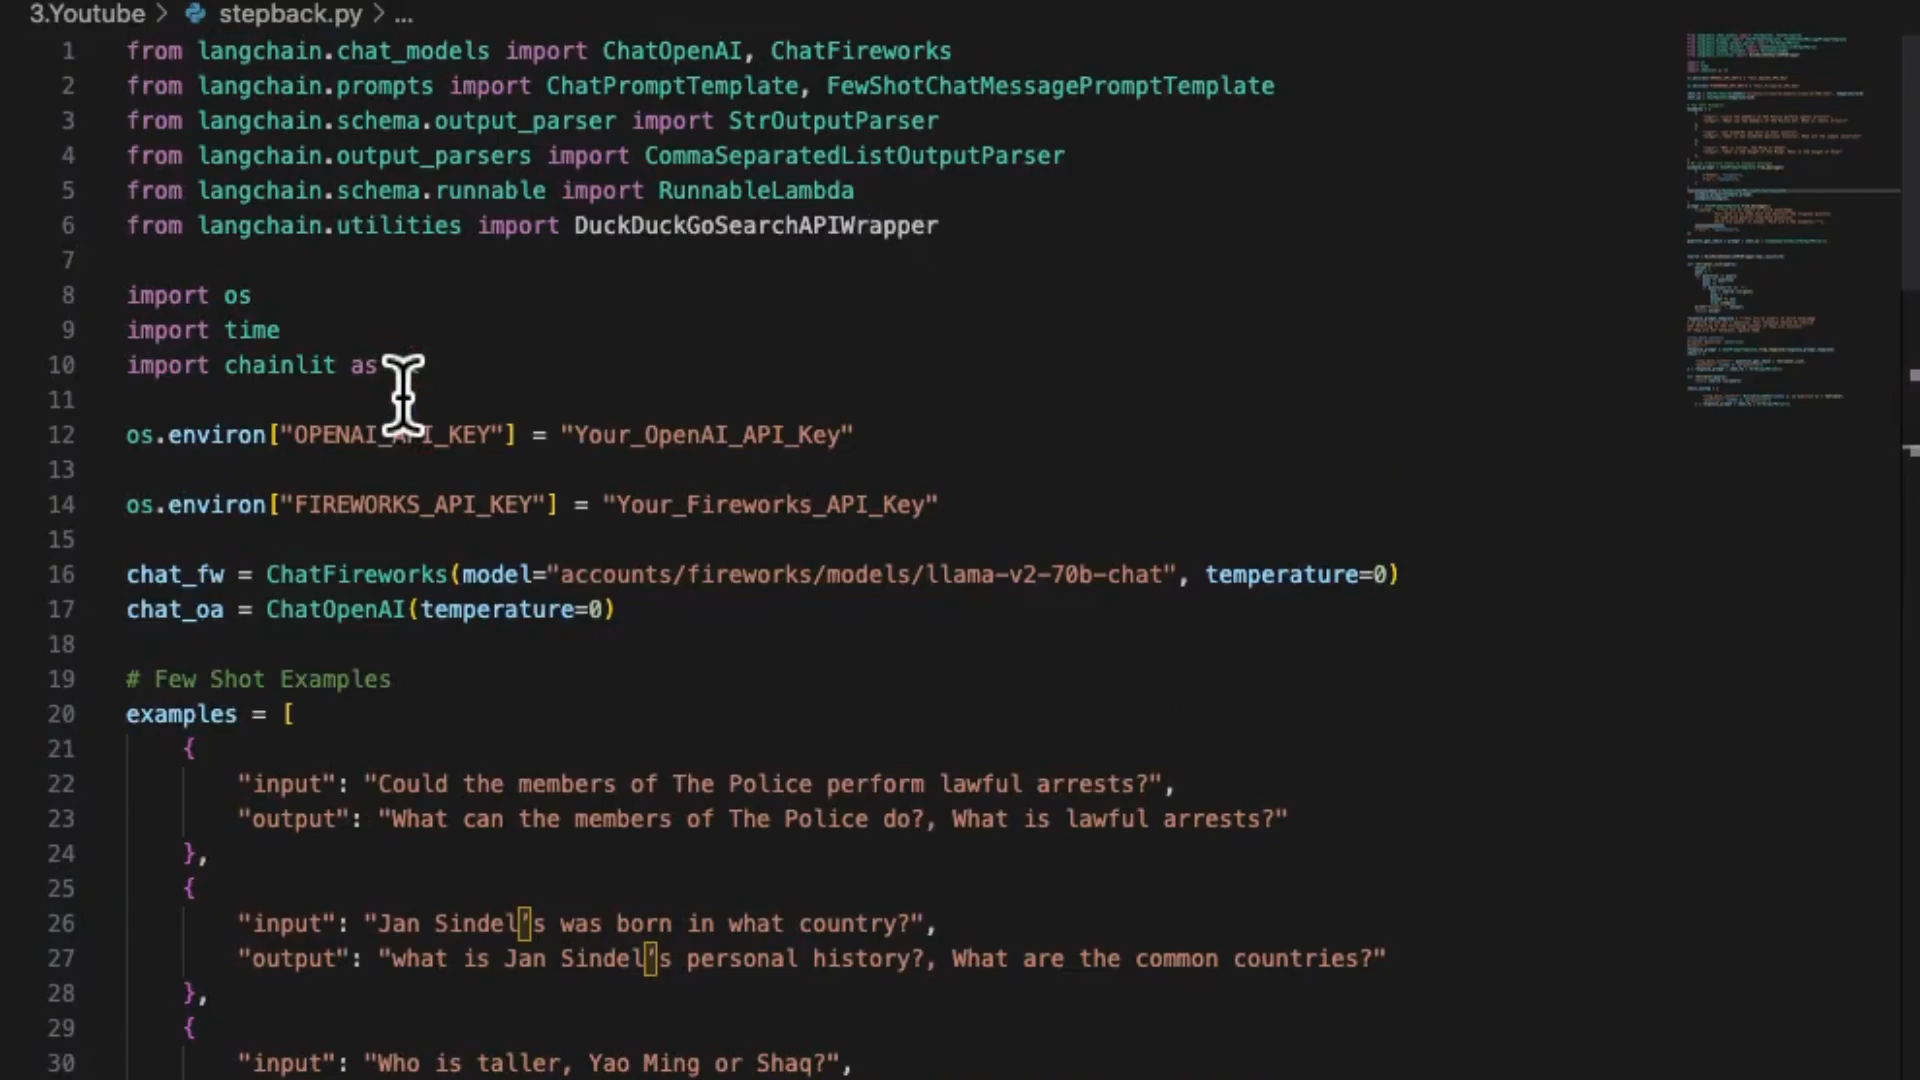 3.Youtube > stepback.py > ...
1 from langchain.chat_models import ChatOpenAI, ChatFireworks
2 from langchain.prompts import ChatPromptTemplate, FewShotChatMessagePromptTemplate
3 from langchain.schema.output_parser import StrOutputParser
4 from langchain.output_parsers import CommaSeparatedListOutputParser
5 from langchain.schema.runnable import RunnableLambda
6 from langchain.utilities import DuckDuckGoSearchAPIWrapper
7
8 import os
9 import time
10 import chainlit as
11
12 os.environ["OPENAI_API_KEY"] = "Your_OpenAI_API_Key"
13
14 os.environ["FIREWORKS_API_KEY"] = "Your_Fireworks_API_Key"
15
16 chat_fw = ChatFireworks(model="accounts/fireworks/models/llama-v2-70b-chat", temperature=0)
17 chat_oa = ChatOpenAI(temperature=0)
18
19 # Few Shot Examples
20 examples = [
21 {
22 "input": "Could the members of The Police perform lawful arrests?",
23 "output": "What can the members of The Police do?, What is lawful arrests?"
24 },
25 {
26 "input": "Jan Sindel’s was born in what country?",
27 "output": "what is Jan Sindel’s personal history?, What are the common countries?"
28 },
29 {
30 "input": "Who is taller, Yao Ming or Shaq?",